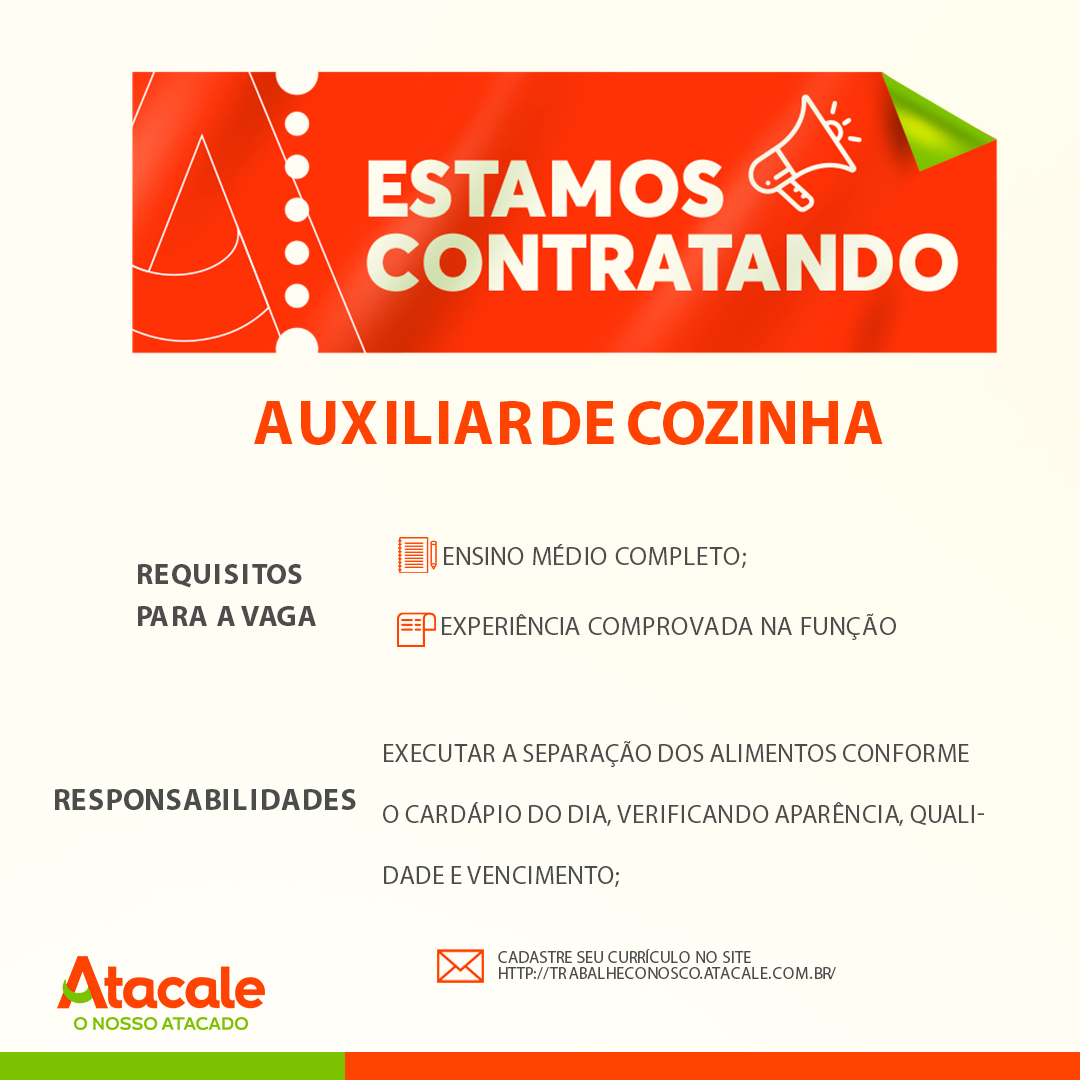 ESTAMOS
CONTRATANDO
AUXILIAR DE COZINHA
REQUISITOS
PARA A VAGA
ENSINO MÉDIO COMPLETO;
EXPERIÊNCIA COMPROVADA NA FUNÇÃO
RESPONSABILIDADES
EXECUTAR A SEPARAÇÃO DOS ALIMENTOS CONFORME
O CARDÁPIO DO DIA, VERIFICANDO APARÊNCIA, QUALI-
DADE E VENCIMENTO;
CADASTRE SEU CURRÍCULO NO SITE
HTTP://TRABALHECONOSCO.ATACALE.COM.BR/
Atacale
O NOSSO ATACADO